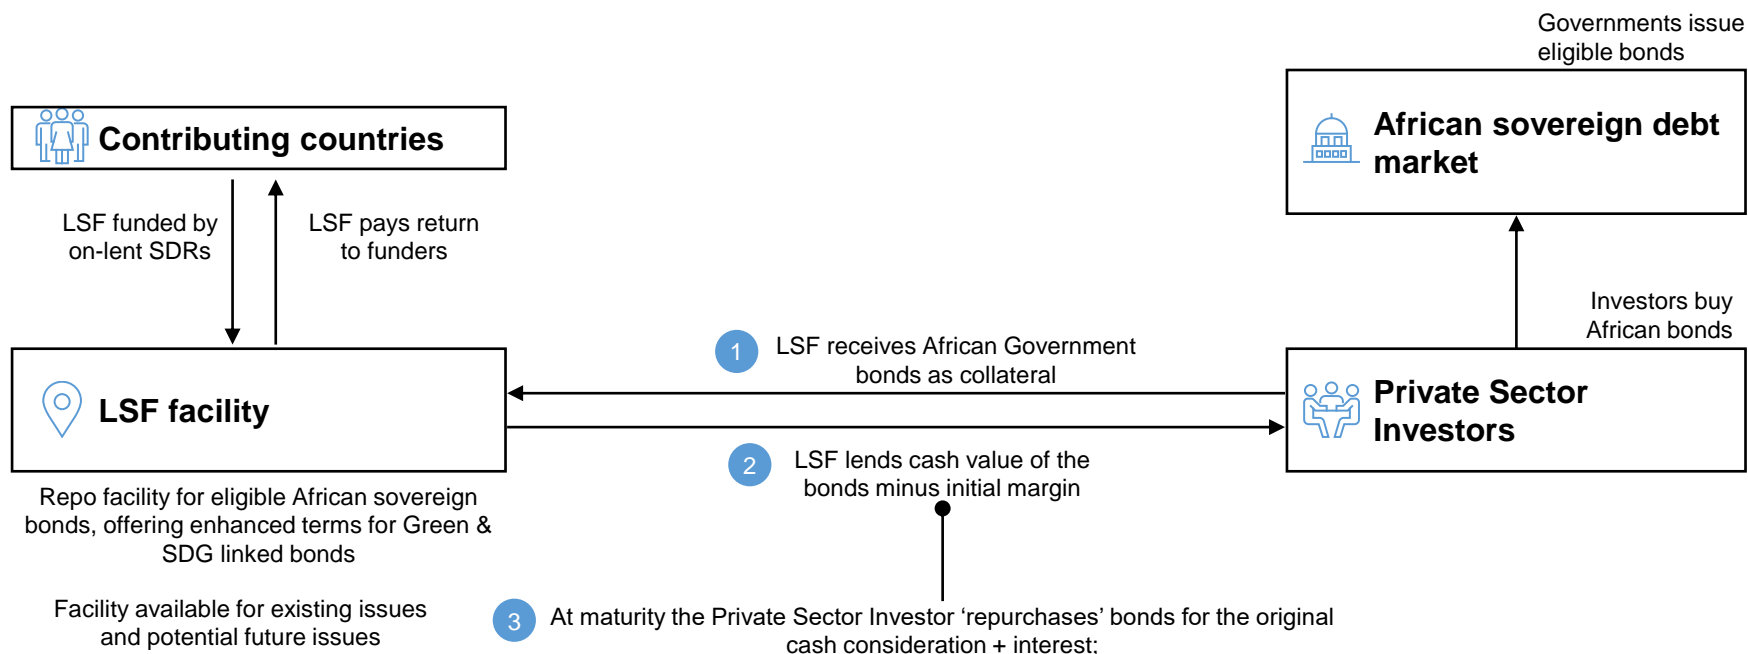 Governments issue
eligible bonds
Contributing countries
African sovereign debt
market
LSF funded by
on-lent SDRs
LSF pays return
to funders
Investors buy
African bonds
1
LSF receives African Government
bonds as collateral
LSF facility
Private Sector
Investors
2
LSF lends cash value of the
bonds minus initial margin
Repo facility for eligible African sovereign
bonds, offering enhanced terms for Green &
SDG linked bonds
Facility available for existing issues
and potential future issues
3
At maturity the Private Sector Investor ‘repurchases’ bonds for the original
cash consideration + interest;